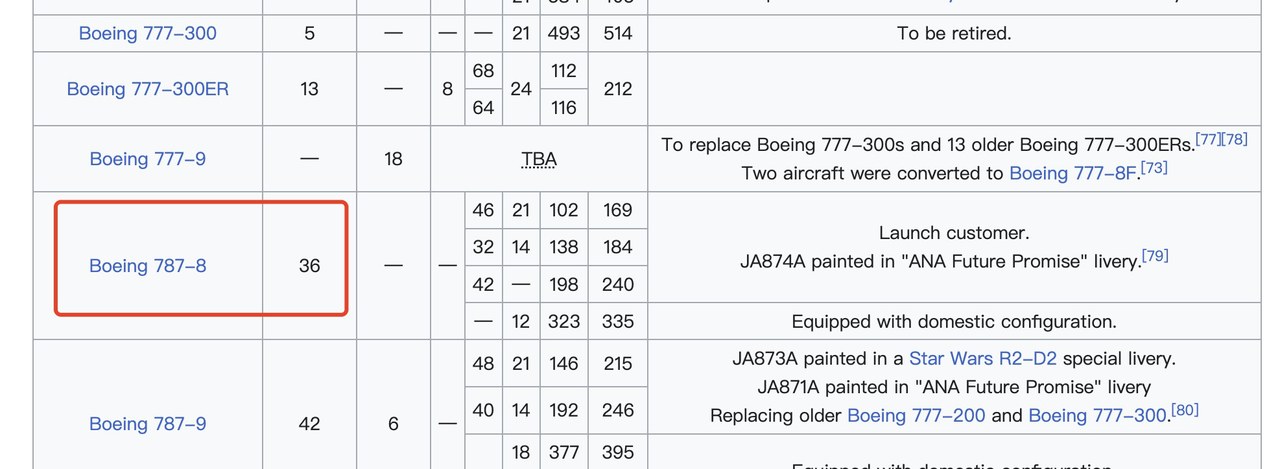 Boeing 777–300 5 — — — 21 493 514 To be retired.
Boeing 777–300ER 13 — 8 68 24 112 212
64 116
Boeing 777–9 — 18 TBA To replace Boeing 777–300s and 13 older Boeing 777–300ERs.[77][78]
Two aircraft were converted to Boeing 777–8F.[73]
Boeing 787–8 36 — — 46 21 102 169 Launch customer.
32 14 138 184 JA874A painted in "ANA Future Promise" livery.[79]
42 — 198 240
— 12 323 335 Equipped with domestic configuration.
Boeing 787–9 42 6 — 48 21 146 215 JA873A painted in a Star Wars R2–D2 special livery.
JA871A painted in "ANA Future Promise" livery
40 14 192 246 Replacing older Boeing 777–200 and Boeing 777–300.[80]
18 377 395
Equipped with domestic configuration